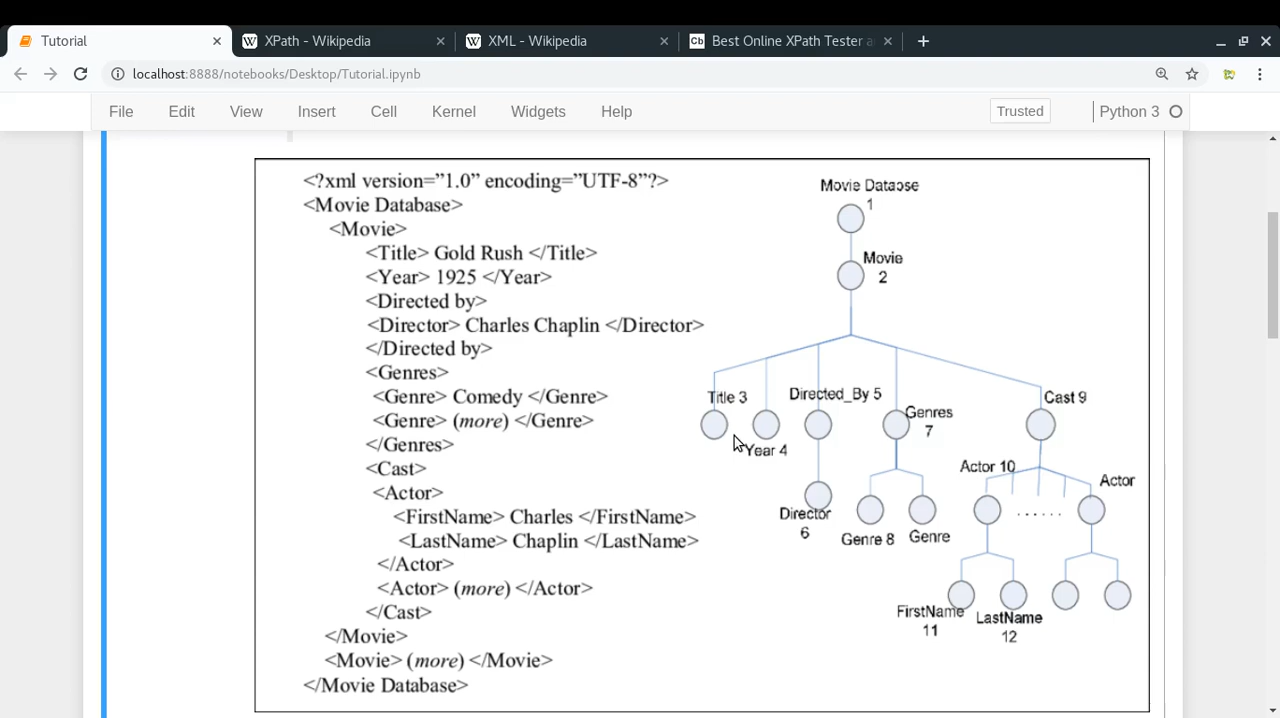 Tutorial
XPath - Wikipedia
XML - Wikipedia
Cb Best Online XPath Tester a
localhost:8888/notebooks/Desktop/Tutorial.ipynb
File Edit View Insert Cell Kernel Widgets Help Trusted Python 3
<?xml version=”1.0” encoding=”UTF-8”?>
<Movie Database>
<Movie>
<Title> Gold Rush </Title>
<Year> 1925 </Year>
<Directed by>
<Director> Charles Chaplin </Director>
</Directed by>
<Genres>
<Genre> Comedy </Genre>
<Genre> (more) </Genre>
</Genres>
<Cast>
<Actor>
<FirstName> Charles </FirstName>
<LastName> Chaplin </LastName>
</Actor>
<Actor> (more) </Actor>
</Cast>
</Movie>
<Movie> (more) </Movie>
</Movie Database>
Movie Database
1
Movie
2
Title 3
Year 4
Directed_By 5
Director
6
Genres
7
Genre 8
Genre
Cast 9
Actor 10
......
Actor
FirstName
11
LastName
12